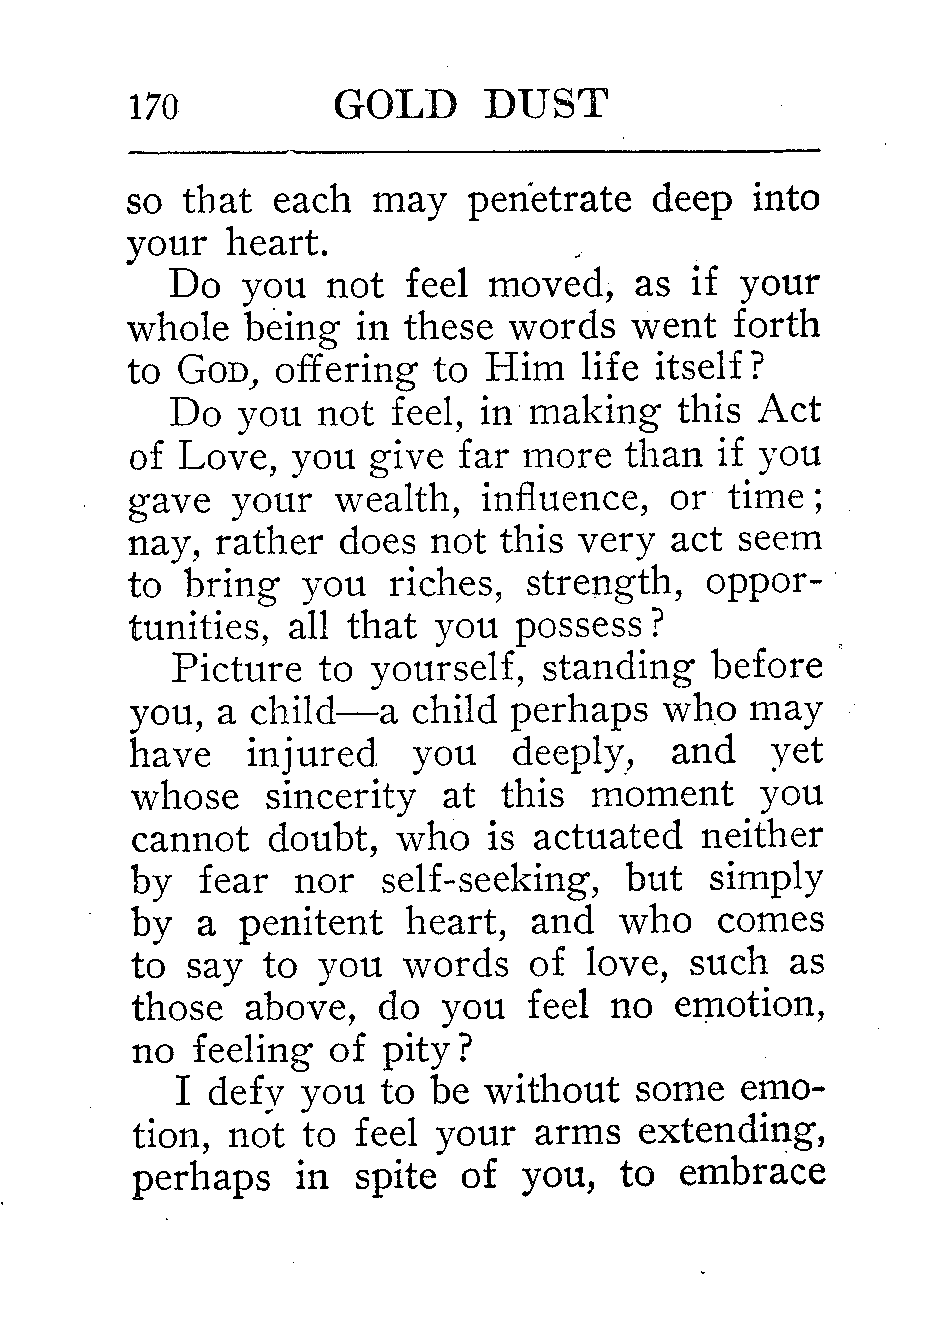 170 GOLD DUST
so that each may penetrate deep into
your heart.
Do you not feel moved, as if your
whole being in these words went forth
to GOD, offering to Him life itself?
Do you not feel, in making this Act
of Love, you give far more than if you
gave your wealth, influence, or time;
nay, rather does not this very act seem
to bring you riches, strength, oppor-
tunities, all that you possess?
Picture to yourself, standing before
you, a child—a child perhaps who may
have injured you deeply, and yet
whose sincerity at this moment you
cannot doubt, who is actuated neither
by fear nor self-seeking, but simply
by a penitent heart, and who comes
to say to you words of love, such as
those above, do you feel no emotion,
no feeling of pity?
I defy you to be without some emo-
tion, not to feel your arms extending,
perhaps in spite of you, to embrace